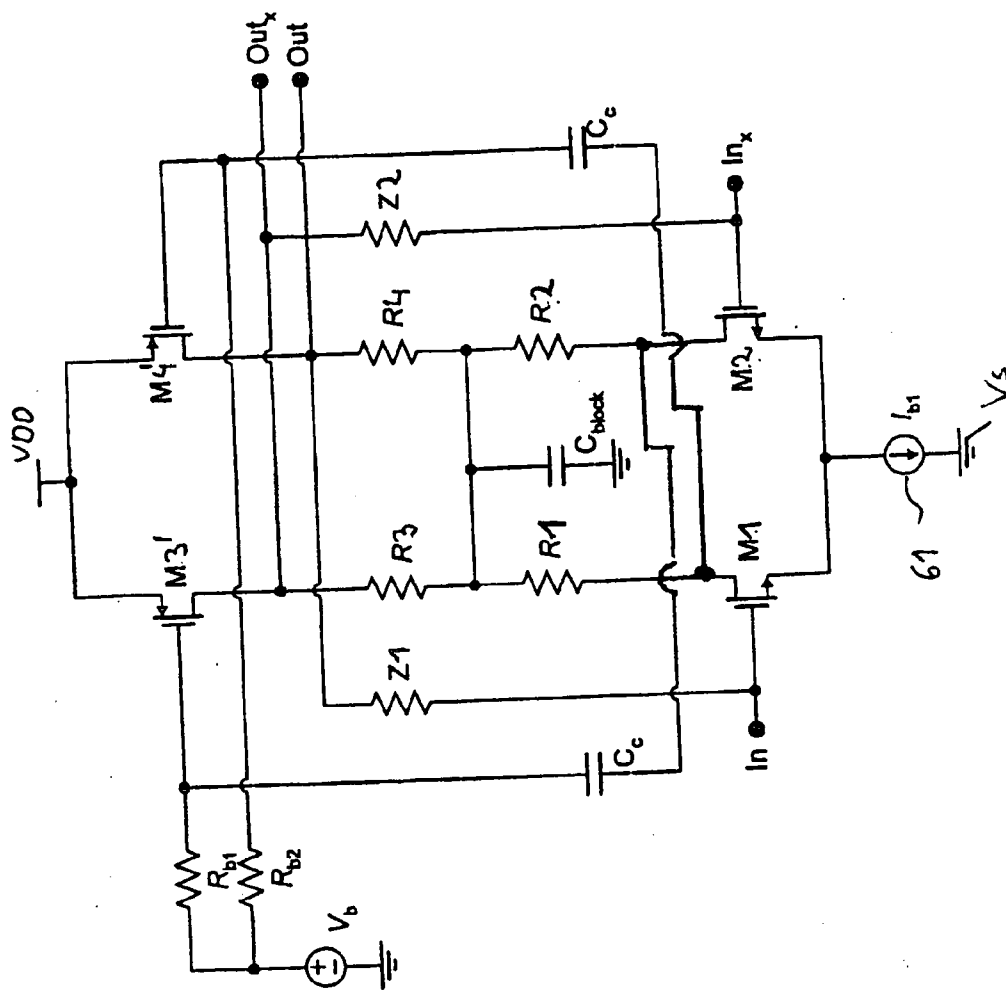 VDD
M3'
M4'
Out_x
Out
R_b1
R_b2
V_b
Z1
R3
R4
Z2
C_c
C_c
C_block
R1
R2
In
M1
M2
In_x
61
I_b1
V_s